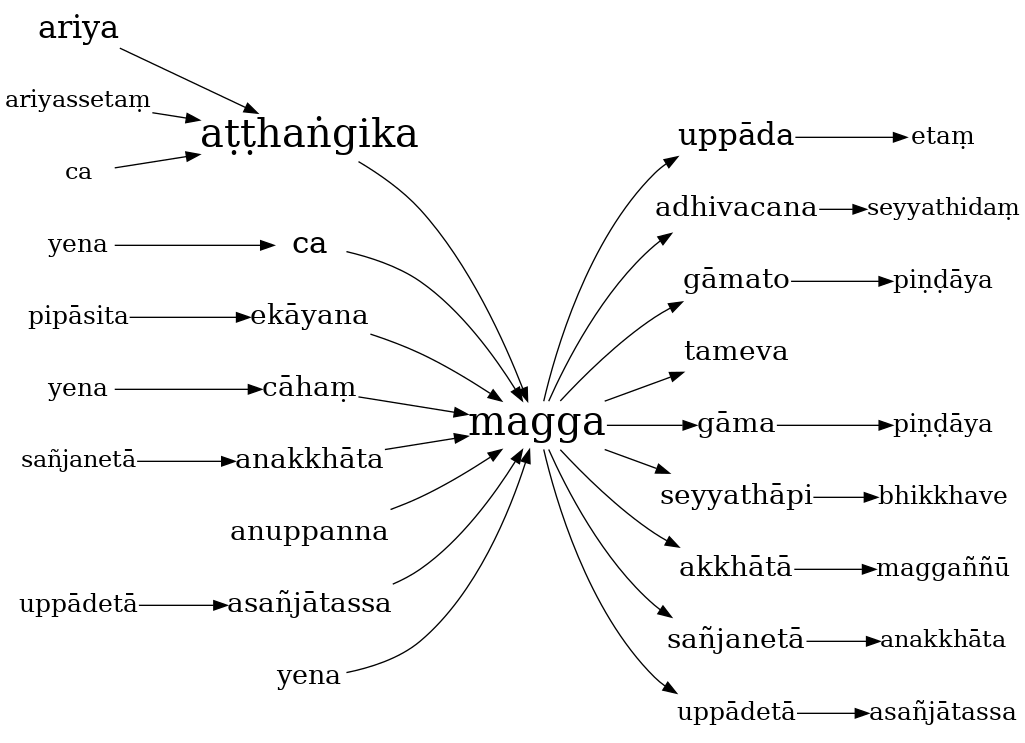 ariya
ariyassetaṃ
aṭṭhaṅgika
uppāda etaṃ
ca
adhivacana seyyathidaṃ
yena ca
gāmato piṇḍāya
pipāsita ekāyana
tameva
yena cāhaṃ
magga gāma piṇḍāya
sañjanetā anakkhāta
seyyathāpi bhikkhave
anuppanna
akkhātā maggaññū
uppādetā asañjātassa
sañjanetā anakkhāta
yena
uppādetā asañjātassa